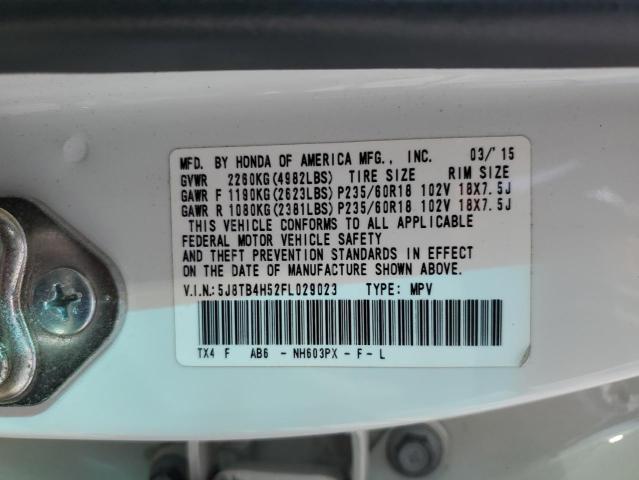 MFD. BY HONDA OF AMERICA MFG., INC. 03/'15
GVWR 2260KG(4982LBS) TIRE SIZE RIM SIZE
GAWR F 1190KG(2623LBS) P235/60R18 102V 18X7.5J
GAWR R 1080KG(2381LBS) P235/60R18 102V 18X7.5J
THIS VEHICLE CONFORMS TO ALL APPLICABLE
FEDERAL MOTOR VEHICLE SAFETY
AND THEFT PREVENTION STANDARDS IN EFFECT
ON THE DATE OF MANUFACTURE SHOWN ABOVE.
V.I.N.: 5J8TB4H52FL029023 TYPE: MPV
TX4 F AB6 - NH603PX - F - L